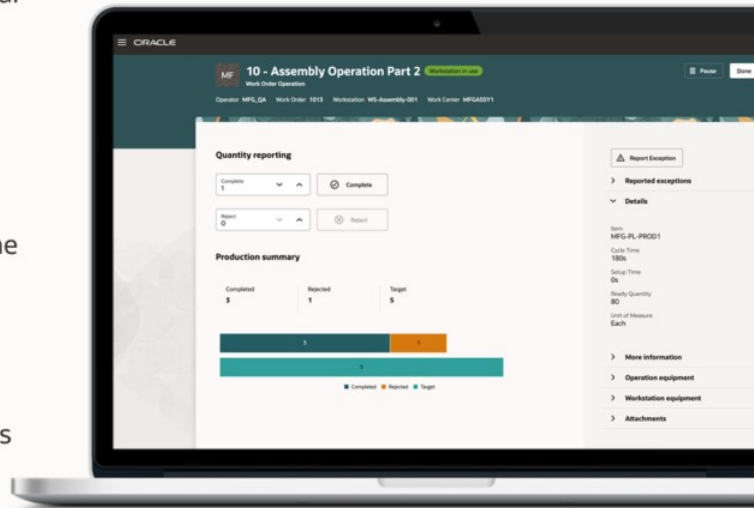 ORACLE
MF
10 - Assembly Operation Part 2
Workstation in use
Work Order Operation
Operator MFG_QA Work Order 1013 Workstation WS-Assembly-001 Work Center MFGASSY1
Pause
Done
Quantity reporting
Complete
1
Complete
Reject
0
Reject
Production summary
Completed
Rejected
Target
3
1
5
3
1
5
Completed Rejected Target
Report Exception
Reported exceptions
Details
Item
MFG-PL-PROD1
Cycle Time
180s
Setup Time
0s
Ready Quantity
80
Unit of Measure
Each
More information
Operation equipment
Workstation equipment
Attachments